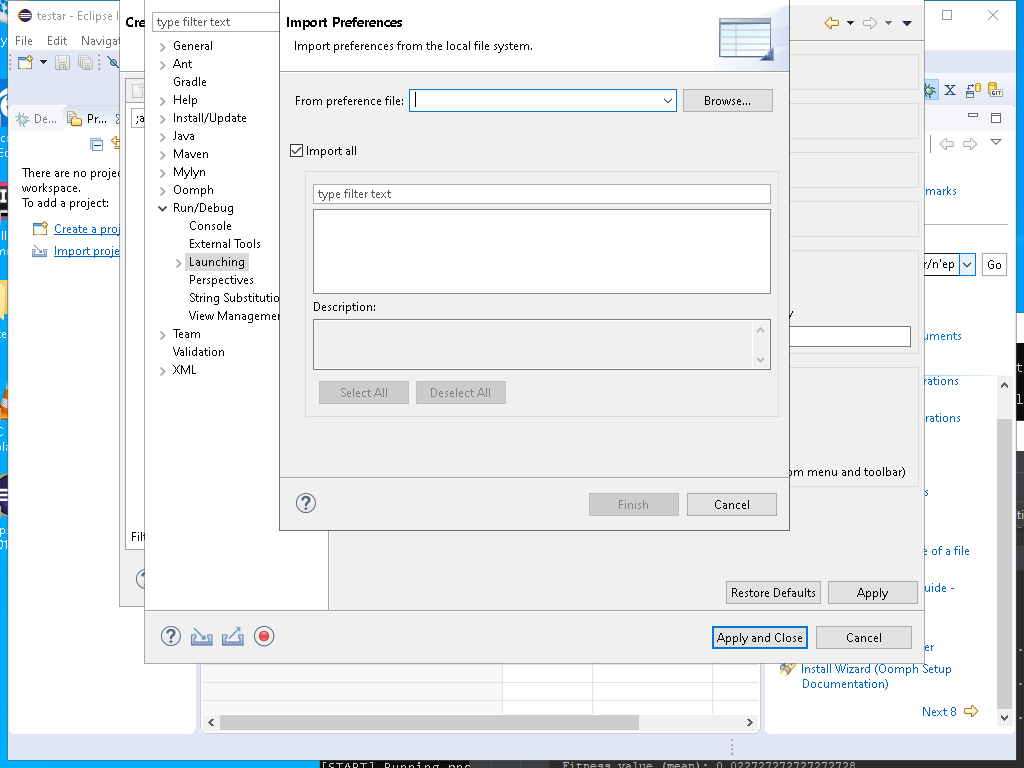 testar - Eclipse I
File Edit Navigat
De...
Pr...
There are no proje
workspace.
To add a project:
Create a proj
Import proje
Cre
type filter text
General
Ant
Gradle
Help
Install/Update
Java
Maven
Mylyn
Oomph
Run/Debug
Console
External Tools
Launching
Perspectives
String Substitutio
View Managemen
Team
Validation
XML
Filt
Import Preferences
Import preferences from the local file system.
From preference file:
Browse...
Import all
type filter text
Description:
Select All
Deselect All
Finish
Cancel
om menu and toolbar)
Restore Defaults
Apply
Apply and Close
Cancel
GIT
marks
r/n'ep
Go
uments
rations
rations
s
e of a file
uide -
er
Install Wizard (Oomph Setup
Documentation)
Next 8
[START] Running npc
Fitness value (mean): 0.022727272727272728